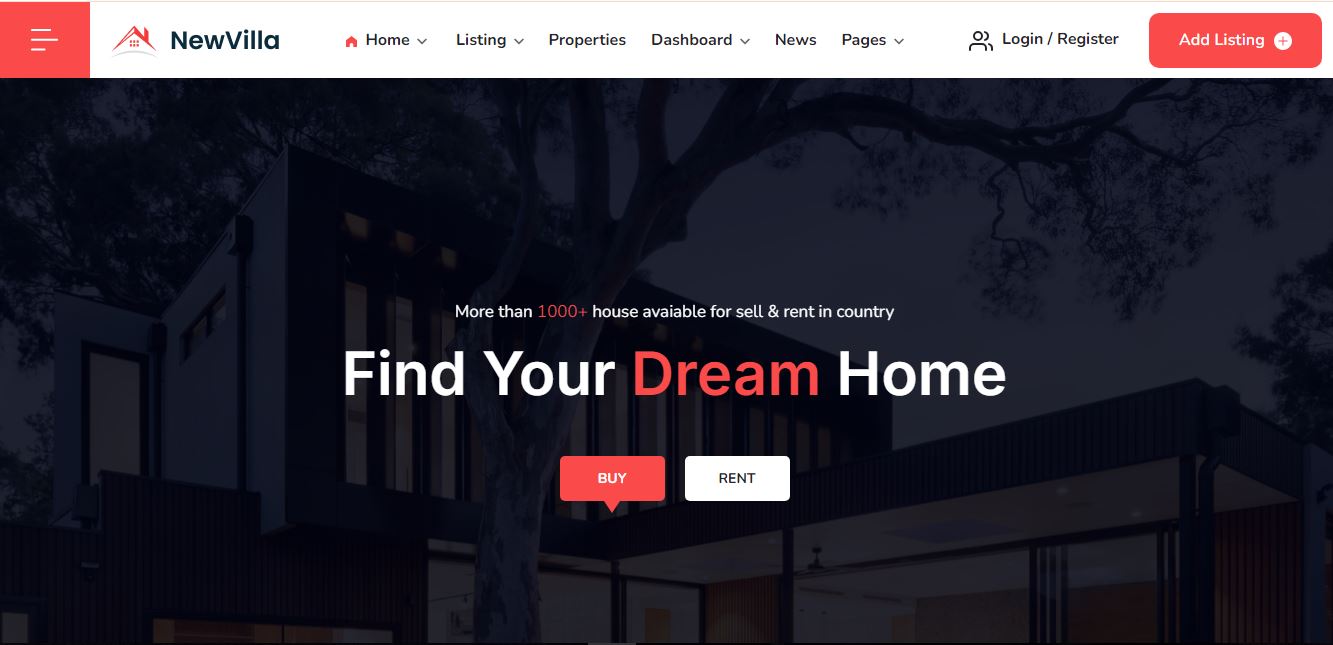 NewVilla
Home Listing Properties Dashboard News Pages Login / Register Add Listing
More than 1000+ house avaiable for sell & rent in country
Find Your Dream Home
BUY RENT